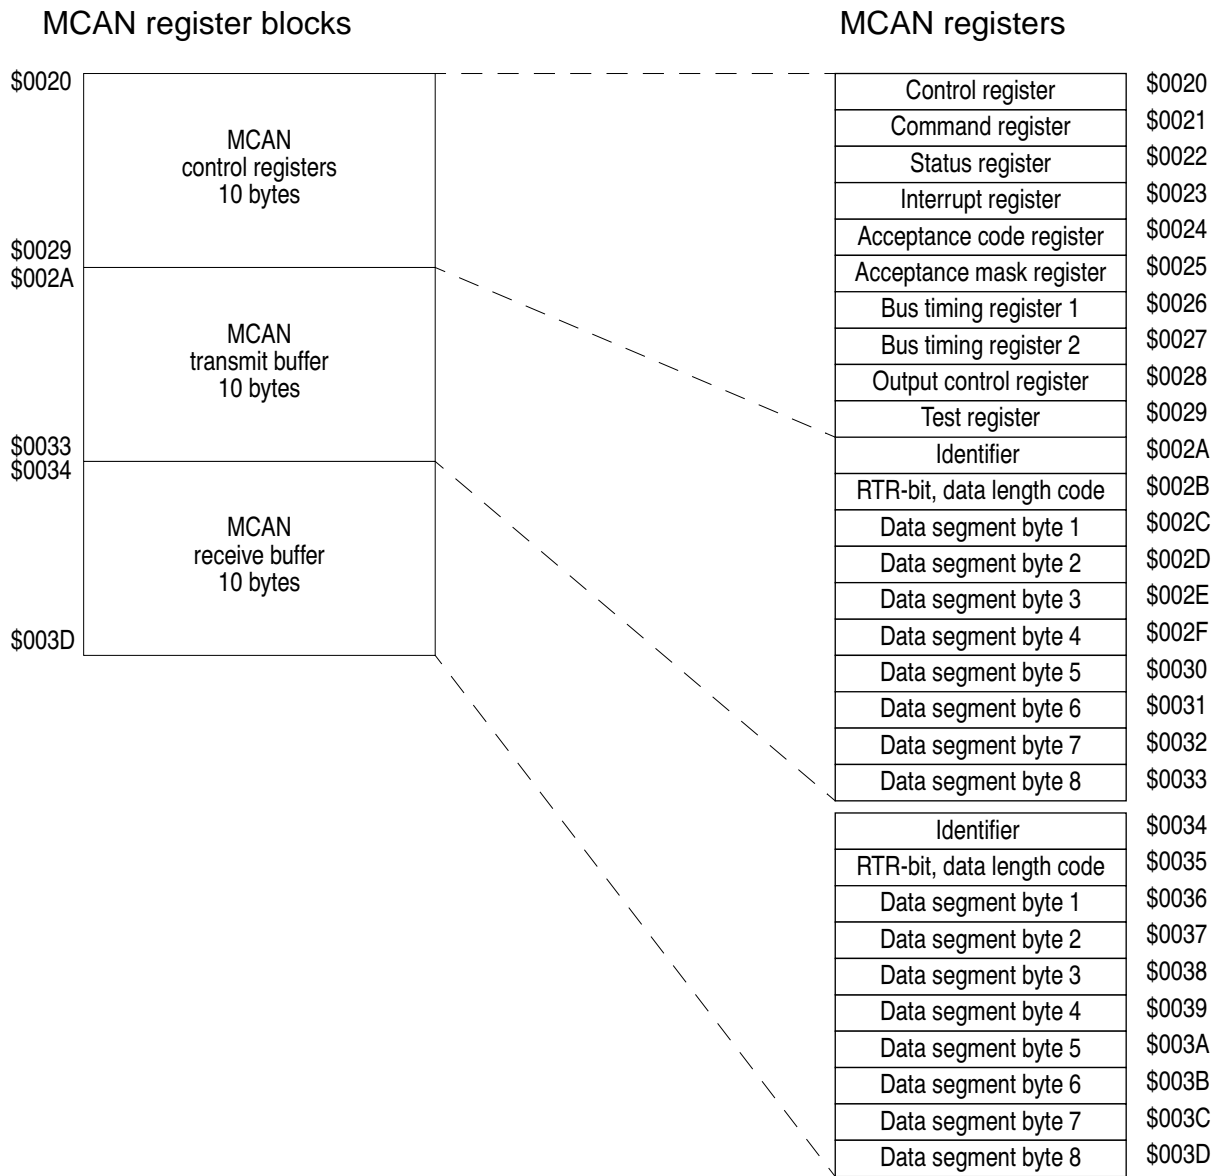 MCAN register blocks
$0020
MCAN
control registers
10 bytes
$0029
$002A
MCAN
transmit buffer
10 bytes
$0033
$0034
MCAN
receive buffer
10 bytes
$003D
MCAN registers
Control register $0020
Command register $0021
Status register $0022
Interrupt register $0023
Acceptance code register $0024
Acceptance mask register $0025
Bus timing register 1 $0026
Bus timing register 2 $0027
Output control register $0028
Test register $0029
Identifier $002A
RTR-bit, data length code $002B
Data segment byte 1 $002C
Data segment byte 2 $002D
Data segment byte 3 $002E
Data segment byte 4 $002F
Data segment byte 5 $0030
Data segment byte 6 $0031
Data segment byte 7 $0032
Data segment byte 8 $0033
Identifier $0034
RTR-bit, data length code $0035
Data segment byte 1 $0036
Data segment byte 2 $0037
Data segment byte 3 $0038
Data segment byte 4 $0039
Data segment byte 5 $003A
Data segment byte 6 $003B
Data segment byte 7 $003C
Data segment byte 8 $003D